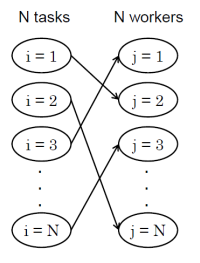 N tasks N workers
i = 1 j = 1
i = 2 j = 2
i = 3 j = 3
. .
. .
. .
i = N j = N